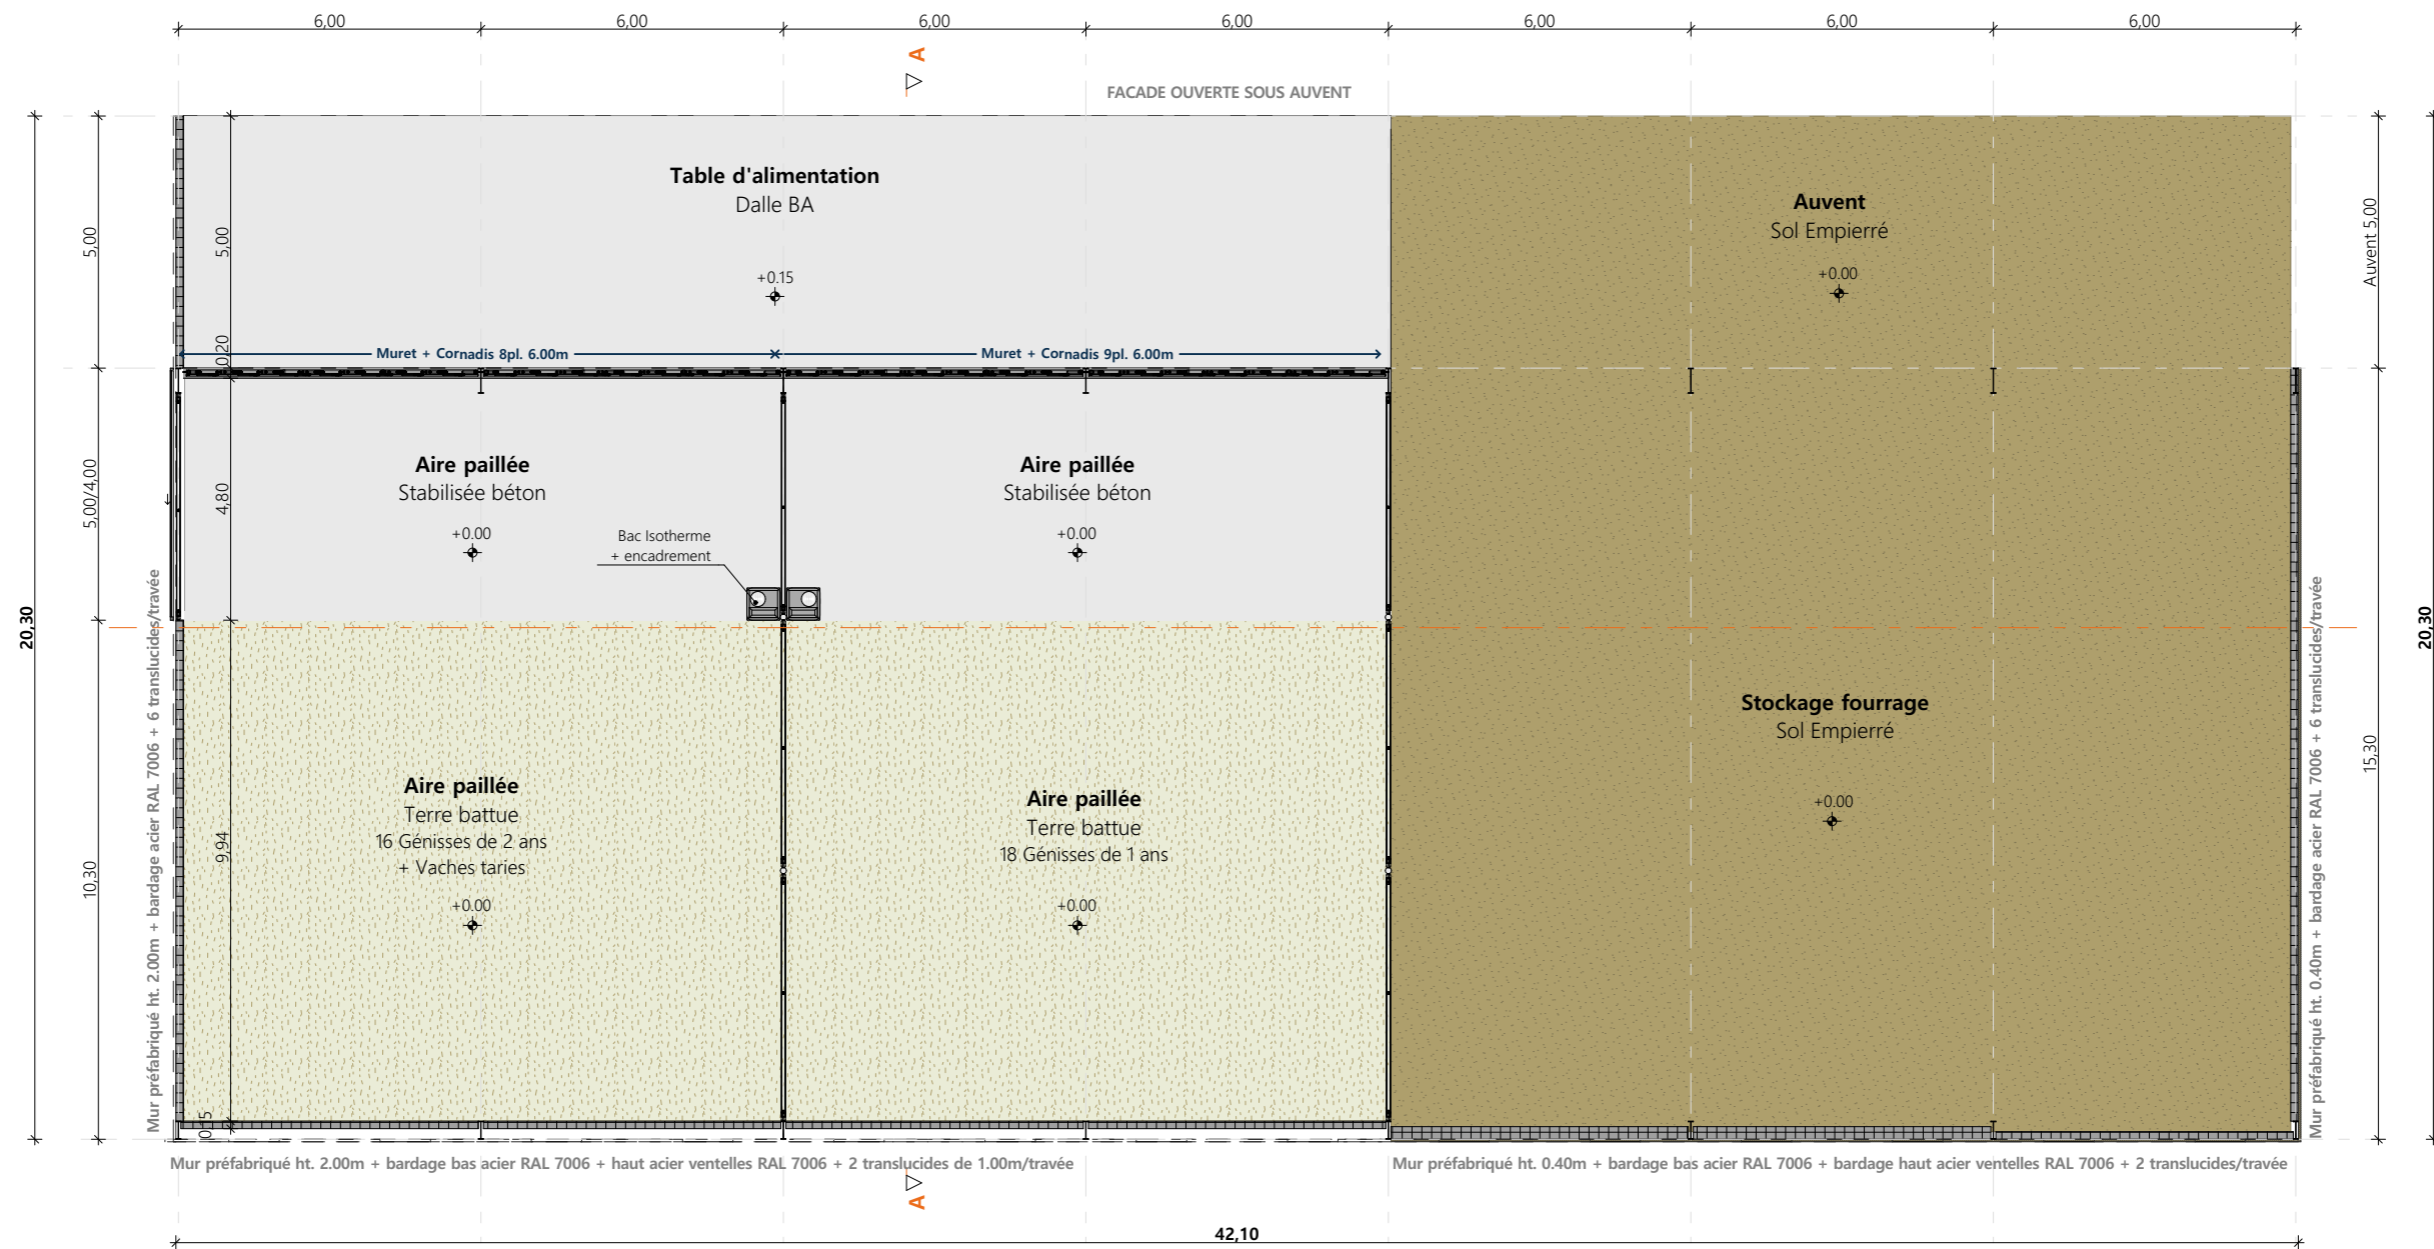 6,00 6,00 6,00 6,00 6,00 6,00 6,00
A
FACADE OUVERTE SOUS AUVENT
Table d'alimentation
Dalle BA
+0.15
Auvent
Sol Empierré
+0.00
5,00
5,00
Auvent 5,00
0,20
Muret + Cornadis 8pl. 6.00m
Muret + Cornadis 9pl. 6.00m
Aire paillée
Stabilisée béton
+0.00
Aire paillée
Stabilisée béton
+0.00
5,00/4,00
4,80
Bac Isotherme
+ encadrement
20,30
20,30
Stockage fourrage
Sol Empierré
+0.00
15,30
Aire paillée
Terre battue
16 Génisses de 2 ans
+ Vaches taries
+0.00
Aire paillée
Terre battue
18 Génisses de 1 ans
+0.00
10,30
9,94
Mur préfabriqué ht. 2.00m + bardage acier RAL 7006 + 6 translucides/travée
Mur préfabriqué ht. 0.40m + bardage acier RAL 7006 + 6 translucides/travée
Mur préfabriqué ht. 2.00m + bardage bas acier RAL 7006 + haut acier ventelles RAL 7006 + 2 translucides de 1.00m/travée
Mur préfabriqué ht. 0.40m + bardage bas acier RAL 7006 + bardage haut acier ventelles RAL 7006 + 2 translucides/travée
A
42,10